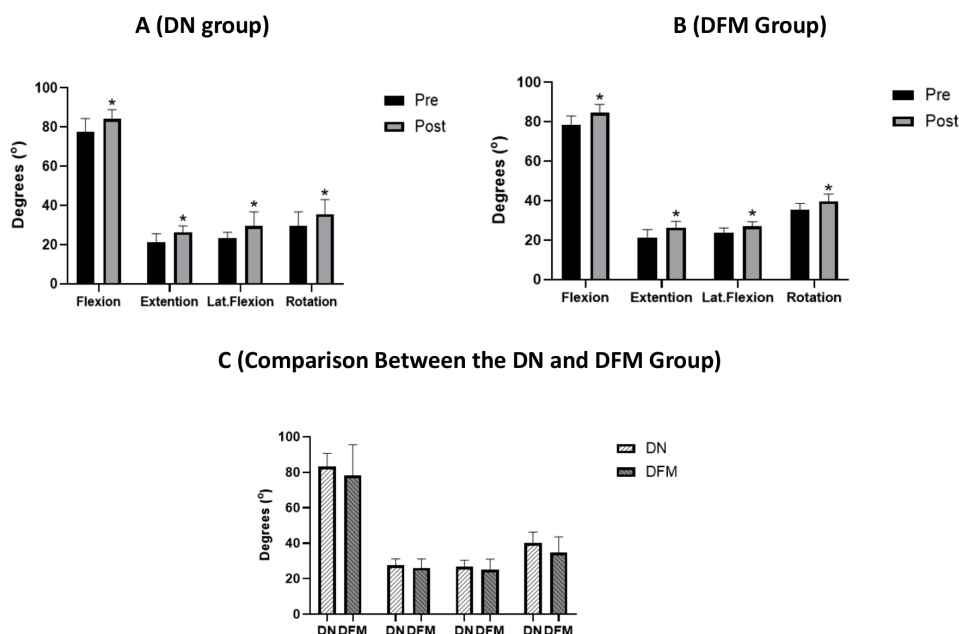 A (DN group)
B (DFM Group)
100
80
60
40
20
0
Degrees (°)
Flexion Extention Lat.Flexion Rotation
*
*
*
*
Pre
Post
100
80
60
40
20
0
Degrees (°)
Flexion Extention Lat.Flexion Rotation
*
*
*
*
Pre
Post
C (Comparison Between the DN and DFM Group)
100
80
60
40
20
0
Degrees (°)
DN DFM DN DFM DN DFM DN DFM
DN
DFM